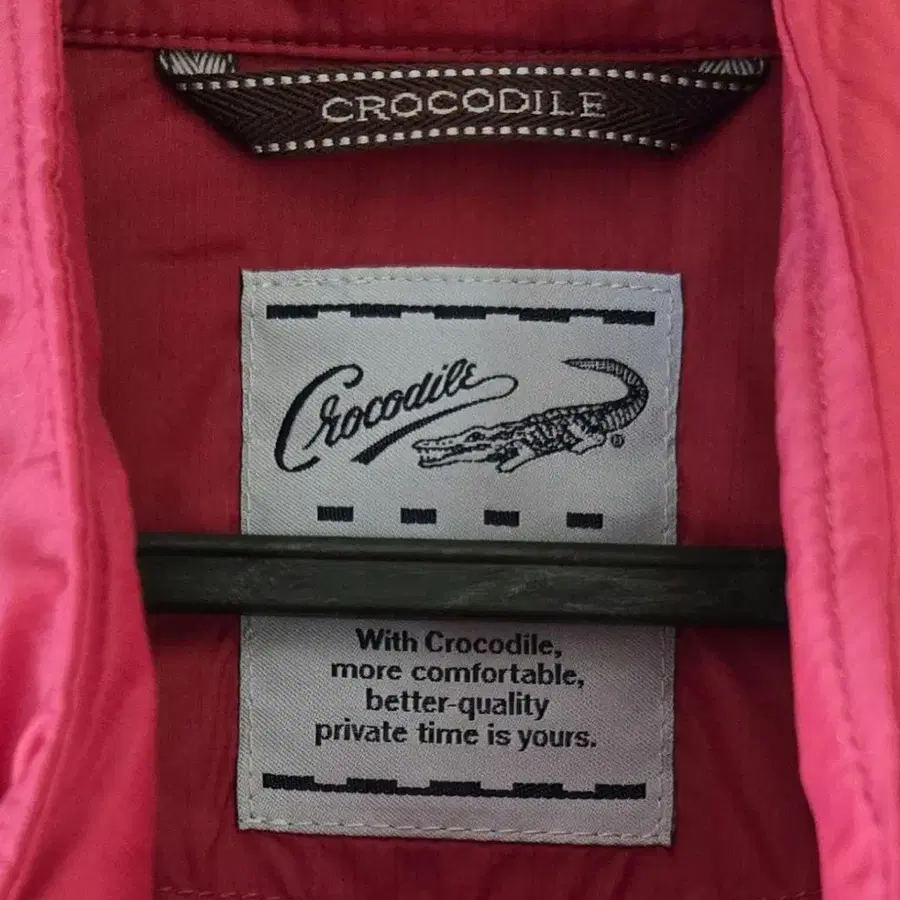 CROCODILE
Crocodile
®
With Crocodile,
more comfortable,
better-quality
private time is yours.